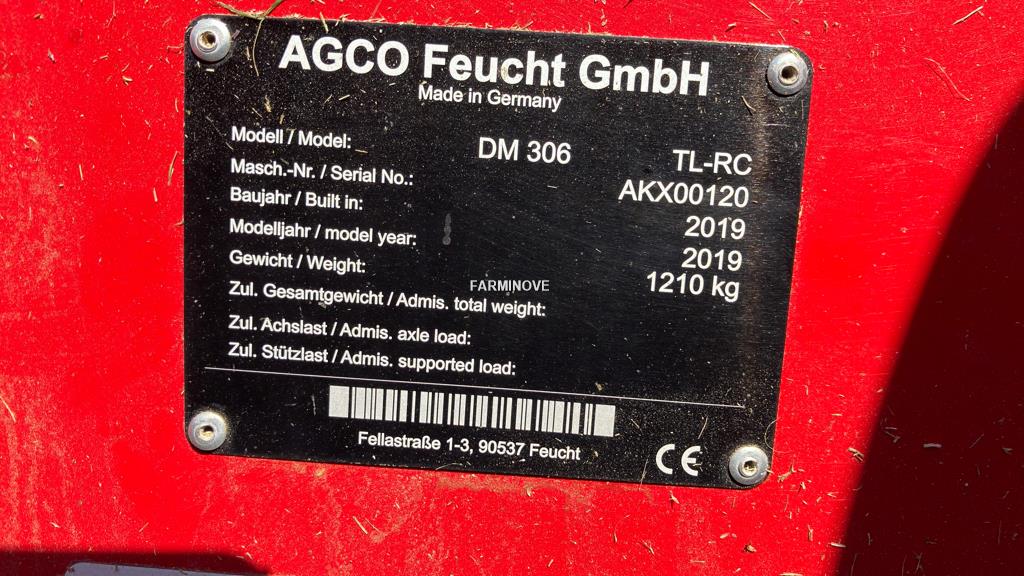 AGCO Feucht GmbH
Made in Germany
Modell / Model: DM 306 TL-RC
Masch.-Nr. / Serial No.: AKX00120
Baujahr / Built in: 2019
Modelljahr / model year: 2019
Gewicht / Weight: 1210 kg
FARMINOVE
Zul. Gesamtgewicht / Admis. total weight:
Zul. Achslast / Admis. axle load:
Zul. Stützlast / Admis. supported load:
Fellastraße 1-3, 90537 Feucht
CE